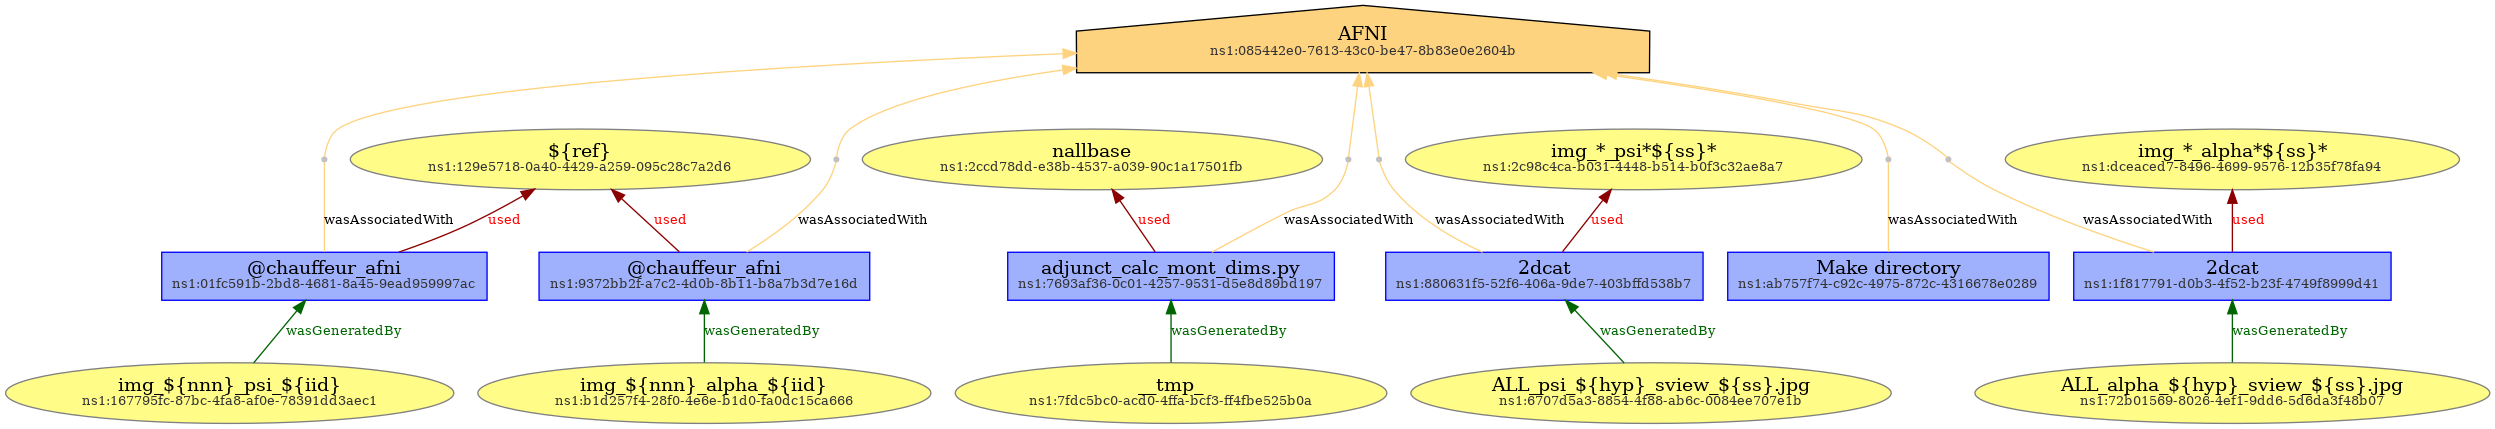 AFNI
ns1:085442e0-7613-43c0-be47-8b83e0e2604b
${ref}
ns1:129e5718-0a40-4429-a259-095c28c7a2d6
nallbase
ns1:2ccd78dd-e38b-4537-a039-90c1a17501fb
img_*_psi*${ss}*
ns1:2c98c4ca-b031-4448-b514-b0f3c32ae8a7
img_*_alpha*${ss}*
ns1:dceaced7-8496-4699-9576-12b35f78fa94
wasAssociatedWith
used
used
wasAssociatedWith
used
wasAssociatedWith
wasAssociatedWith
used
wasAssociatedWith
wasAssociatedWith
used
@chauffeur_afni
ns1:01fc591b-2bd8-4681-8a45-9ead959997ac
@chauffeur_afni
ns1:9372bb2f-a7c2-4d0b-8b11-b8a7b3d7e16d
adjunct_calc_mont_dims.py
ns1:7693af36-0c01-4257-9531-d5e8d89bd197
2dcat
ns1:880631f5-52f6-406a-9de7-403bffd538b7
Make directory
ns1:ab757f74-c92c-4975-872c-4316678e0289
2dcat
ns1:1f817791-d0b3-4f52-b23f-4749f8999d41
wasGeneratedBy
wasGeneratedBy
wasGeneratedBy
wasGeneratedBy
wasGeneratedBy
img_${nnn}_psi_${iid}
ns1:167795fc-87bc-4fa8-af0e-78391dd3aec1
img_${nnn}_alpha_${iid}
ns1:b1d257f4-28f0-4e6e-b1d0-fa0dc15ca666
__tmp_
ns1:7fdc5bc0-acd0-4ffa-bcf3-ff4fbe525b0a
ALL_psi_${hyp}_sview_${ss}.jpg
ns1:6707d5a3-8854-4f88-ab6c-0084ee707e1b
ALL_alpha_${hyp}_sview_${ss}.jpg
ns1:72b01569-8026-4ef1-9dd6-5d6da3f48b07